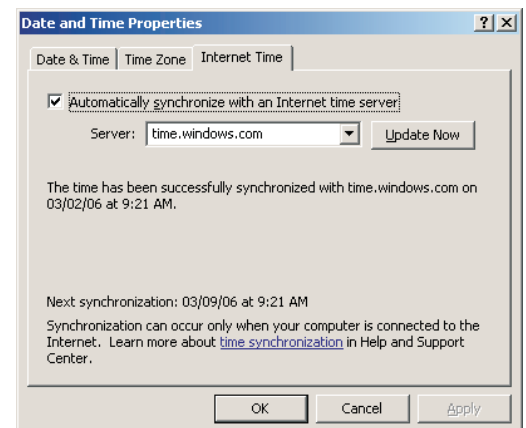 Date and Time Properties
Date & Time
Time Zone
Internet Time
Automatically synchronize with an Internet time server
Server:
time.windows.com
Update Now
The time has been successfully synchronized with time.windows.com on
03/02/06 at 9:21 AM.
Next synchronization: 03/09/06 at 9:21 AM
Synchronization can occur only when your computer is connected to the
Internet. Learn more about time synchronization in Help and Support
Center.
OK
Cancel
Apply